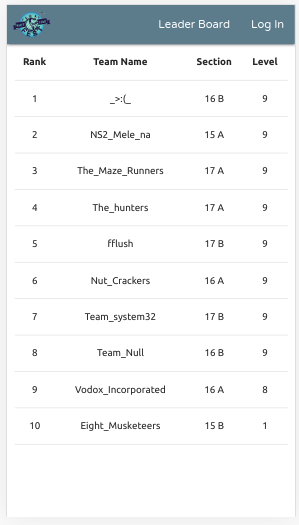 Leader Board Log In
Rank Team Name Section Level
1 _>:(_ 16 B 9
2 NS2_Mele_na 15 A 9
3 The_Maze_Runners 17 A 9
4 The_hunters 17 A 9
5 fflush 17 B 9
6 Nut_Crackers 16 A 9
7 Team_system32 17 B 9
8 Team_Null 16 B 9
9 Vodox_Incorporated 16 A 8
10 Eight_Musketeers 15 B 1